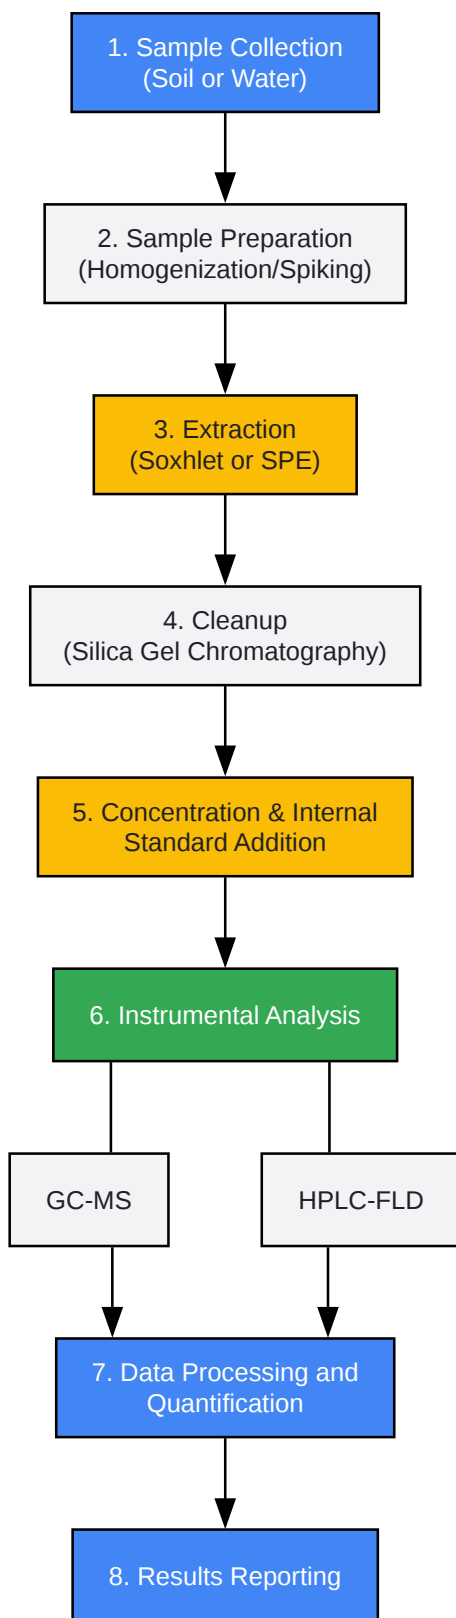 1. Sample Collection
(Soil or Water)
2. Sample Preparation
(Homogenization/Spiking)
3. Extraction
(Soxhlet or SPE)
4. Cleanup
(Silica Gel Chromatography)
5. Concentration & Internal
Standard Addition
6. Instrumental Analysis
GC-MS
HPLC-FLD
7. Data Processing and
Quantification
8. Results Reporting